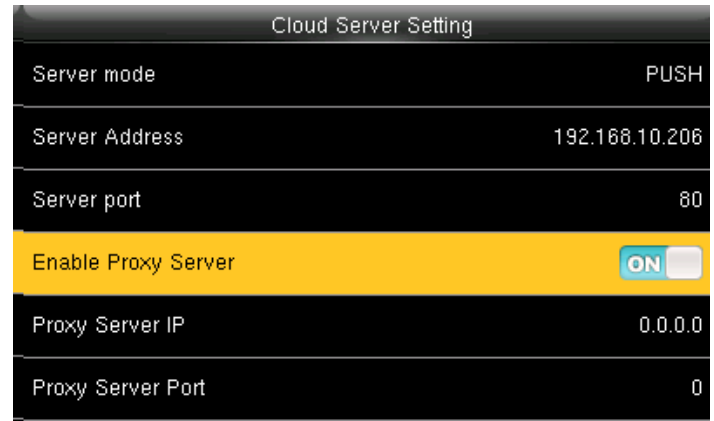 Cloud Server Setting
Server mode PUSH
Server Address 192.168.10.206
Server port 80
Enable Proxy Server ON
Proxy Server IP 0.0.0.0
Proxy Server Port 0